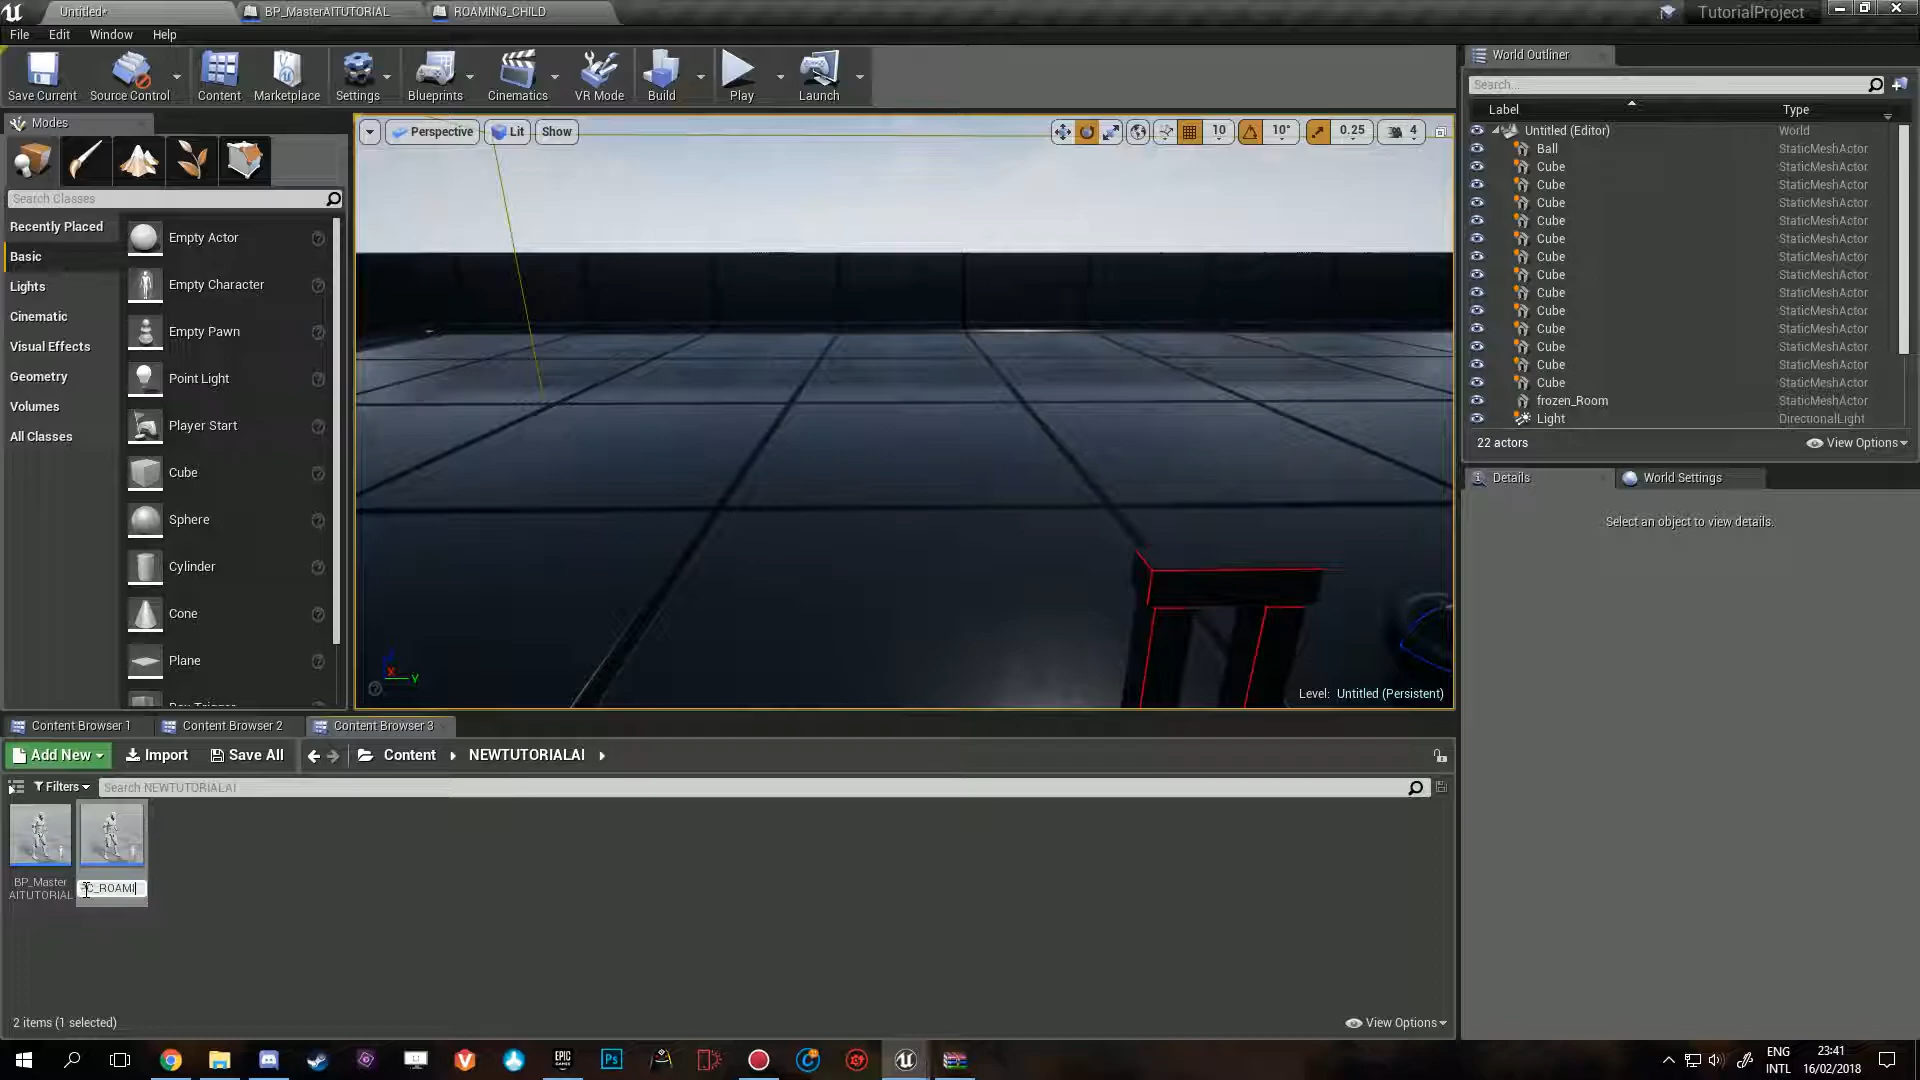 Untitled*
BP_MasterAITUTORIAL
ROAMING_CHILD
TutorialProject
File Edit Window Help
Save Current
Source Control
Content
Marketplace
Settings
Blueprints
Cinematics
VR Mode
Build
Play
Launch
Modes
Search Classes
Recently Placed
Basic
Lights
Cinematic
Visual Effects
Geometry
Volumes
All Classes
Empty Actor
Empty Character
Empty Pawn
Point Light
Player Start
Cube
Sphere
Cylinder
Cone
Plane
Perspective Lit Show
10 10° 0.25 4
X Y
Level: Untitled (Persistent)
World Outliner
Search...
Label Type
Untitled (Editor) World
Ball StaticMeshActor
Cube StaticMeshActor
Cube StaticMeshActor
Cube StaticMeshActor
Cube StaticMeshActor
Cube StaticMeshActor
Cube StaticMeshActor
Cube StaticMeshActor
Cube StaticMeshActor
Cube StaticMeshActor
Cube StaticMeshActor
Cube StaticMeshActor
Cube StaticMeshActor
Cube StaticMeshActor
frozen_Room StaticMeshActor
Light DirectionalLight
22 actors
View Options
Details
World Settings
Select an object to view details.
Content Browser 1
Content Browser 2
Content Browser 3
Add New Import Save All Content NEWTUTORIALAI
Filters Search NEWTUTORIALAI
BP_Master
AITUTORIAL
2 items (1 selected)
View Options
EPIC
GAMES
Ps
ENG
INTL
23:41
16/02/2018